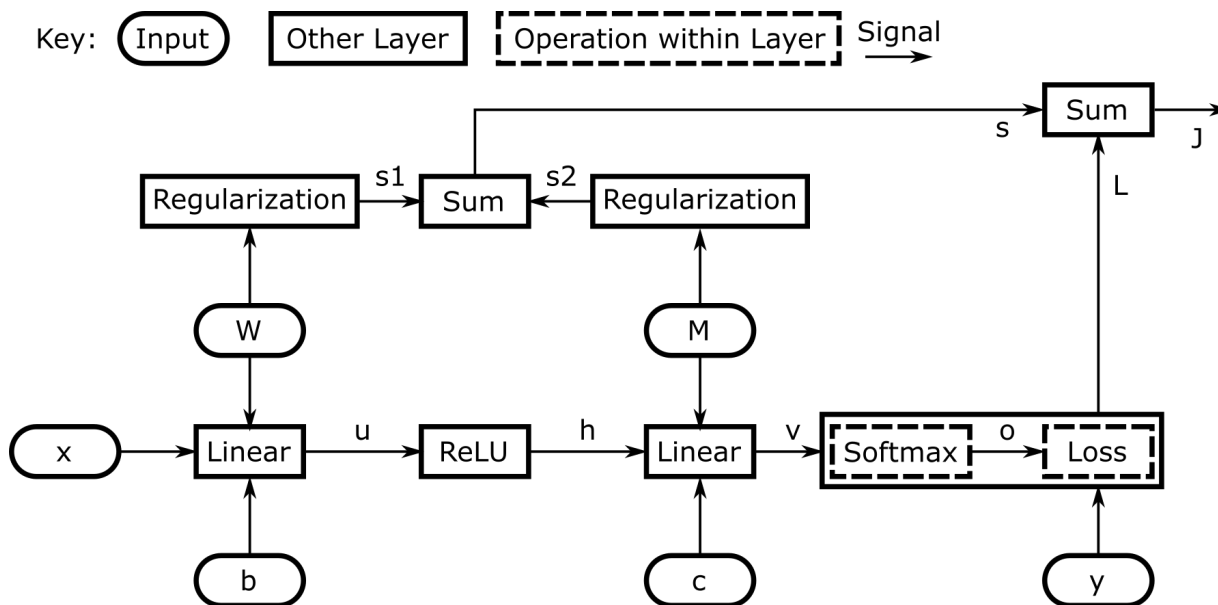 Key: Input Other Layer Operation within Layer Signal
Sum
s
J
Regularization s1 Sum s2 Regularization
L
W M
x Linear u ReLU h Linear v Softmax o Loss
b c y